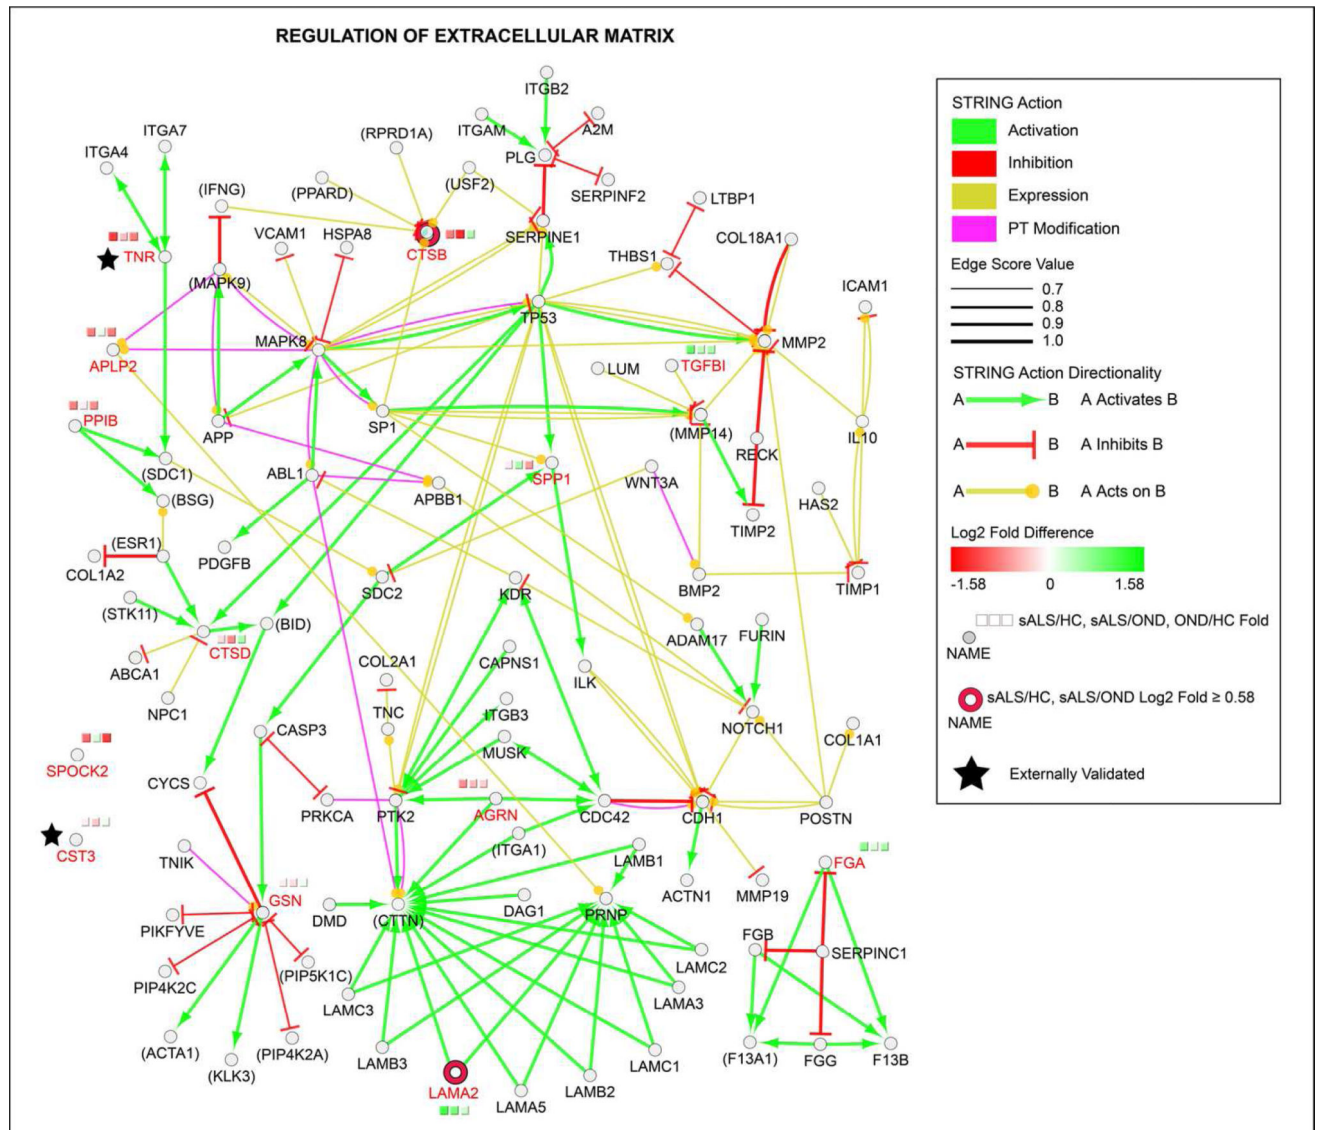 REGULATION OF EXTRACELLULAR MATRIX
ITGB2
ITGAM
A2M
PLG
SERPINF2
ITGA7
ITGA4
(RPRD1A)
(PPARD)
(USF2)
(IFNG)
VCAM1
HSPA8
CTSB
SERPINE1
LTBP1
COL18A1
THBS1
ICAM1
TNR
(MAPK9)
TP53
MAPK8
MMP2
APLP2
LUM
TGFBI
PPIB
APP
SP1
(MMP14)
IL10
RECK
(SDC1)
ABL1
APBB1
SPP1
WNT3A
HAS2
(BSG)
TIMP2
(ESR1)
COL1A2
PDGFB
SDC2
KDR
BMP2
TIMP1
(STK11)
(BID)
ADAM17
FURIN
CTSD
ABCA1
NPC1
COL2A1
CAPNS1
ILK
TNC
ITGB3
NOTCH1
COL1A1
CASP3
MUSK
SPOCK2
CYCS
PRKCA
PTK2
AGRN
CDC42
CDH1
POSTN
CST3
TNIK
(ITGA1)
LAMB1
ACTN1
MMP19
FGA
GSN
DMD
(CTTN)
DAG1
PRNP
PIKFYVE
FGB
SERPINC1
PIP4K2C
(PIP5K1C)
LAMC3
LAMC2
LAMA3
(ACTA1)
(KLK3)
(PIP4K2A)
LAMB3
LAMA2
LAMA5
LAMB2
LAMC1
(F13A1)
FGG
F13B
STRING Action
Activation
Inhibition
Expression
PT Modification
Edge Score Value
0.7
0.8
0.9
1.0
STRING Action Directionality
A B A Activates B
A B A Inhibits B
A B A Acts on B
Log2 Fold Difference
-1.58 0 1.58
sALS/HC, sALS/OND, OND/HC Fold
NAME
sALS/HC, sALS/OND Log2 Fold ≥ 0.58
NAME
Externally Validated